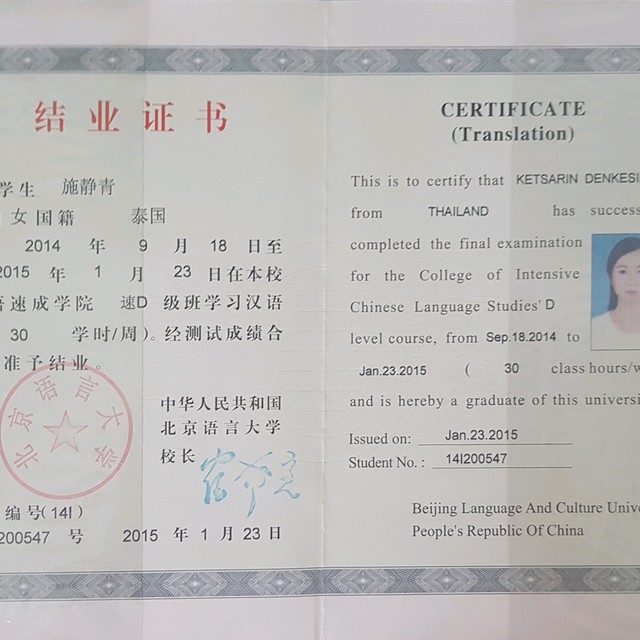 结业证书
学生 施静青
女 国籍 泰国
2014 年 9 月 18 日至
2015 年 1 月 23 日在本校
速成学院 速D 级班学习汉语
30 学时/周)。经测试成绩合
准予结业。
北京语言大学
中华人民共和国
北京语言大学
校长
编号(14I)
200547 号 2015 年 1 月 23 日
CERTIFICATE
(Translation)
This is to certify that KETSARIN DENKESI
from THAILAND has success
completed the final examination
for the College of Intensive
Chinese Language Studies' D
level course, from Sep.18.2014 to
Jan.23.2015 ( 30 class hours/w
and is hereby a graduate of this universi
Issued on: Jan.23.2015
Student No.: 14I200547
Beijing Language And Culture Unive
People's Republic Of China